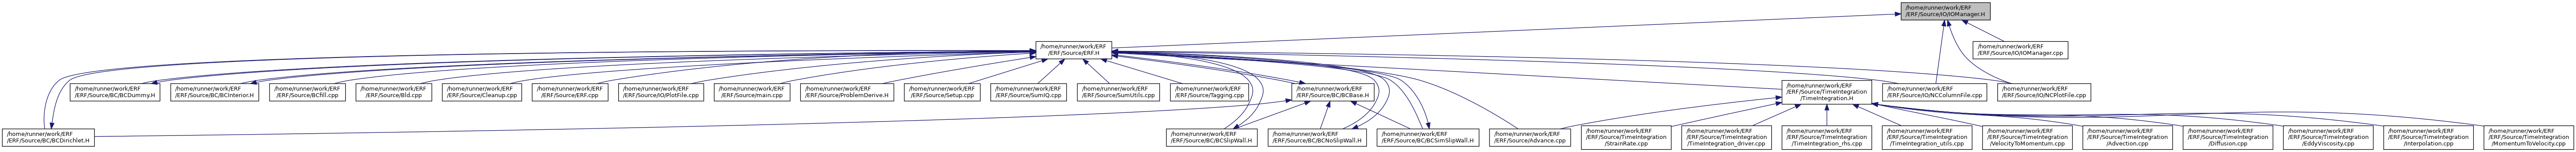 /home/runner/work/ERF
/ERF/Source/IO/IOManager.H
/home/runner/work/ERF
/ERF/Source/ERF.H
/home/runner/work/ERF
/ERF/Source/IO/IOManager.cpp
/home/runner/work/ERF
/ERF/Source/BC/BCDummy.H
/home/runner/work/ERF
/ERF/Source/BC/BCInterior.H
/home/runner/work/ERF
/ERF/Source/BCfill.cpp
/home/runner/work/ERF
/ERF/Source/Bld.cpp
/home/runner/work/ERF
/ERF/Source/Cleanup.cpp
/home/runner/work/ERF
/ERF/Source/ERF.cpp
/home/runner/work/ERF
/ERF/Source/IO/PlotFile.cpp
/home/runner/work/ERF
/ERF/Source/main.cpp
/home/runner/work/ERF
/ERF/Source/ProblemDerive.H
/home/runner/work/ERF
/ERF/Source/Setup.cpp
/home/runner/work/ERF
/ERF/Source/SumIQ.cpp
/home/runner/work/ERF
/ERF/Source/SumUtils.cpp
/home/runner/work/ERF
/ERF/Source/Tagging.cpp
/home/runner/work/ERF
/ERF/Source/BC/BCBase.H
/home/runner/work/ERF
/ERF/Source/TimeIntegration
/TimeIntegration.H
/home/runner/work/ERF
/ERF/Source/IO/NCColumnFile.cpp
/home/runner/work/ERF
/ERF/Source/IO/NCPlotFile.cpp
/home/runner/work/ERF
/ERF/Source/BC/BCDirichlet.H
/home/runner/work/ERF
/ERF/Source/BC/BCSlipWall.H
/home/runner/work/ERF
/ERF/Source/BC/BCNoSlipWall.H
/home/runner/work/ERF
/ERF/Source/BC/BCSimSlipWall.H
/home/runner/work/ERF
/ERF/Source/Advance.cpp
/home/runner/work/ERF
/ERF/Source/TimeIntegration
/StrainRate.cpp
/home/runner/work/ERF
/ERF/Source/TimeIntegration
/TimeIntegration_driver.cpp
/home/runner/work/ERF
/ERF/Source/TimeIntegration
/TimeIntegration_rhs.cpp
/home/runner/work/ERF
/ERF/Source/TimeIntegration
/TimeIntegration_utils.cpp
/home/runner/work/ERF
/ERF/Source/TimeIntegration
/VelocityToMomentum.cpp
/home/runner/work/ERF
/ERF/Source/TimeIntegration
/Advection.cpp
/home/runner/work/ERF
/ERF/Source/TimeIntegration
/Diffusion.cpp
/home/runner/work/ERF
/ERF/Source/TimeIntegration
/EddyViscosity.cpp
/home/runner/work/ERF
/ERF/Source/TimeIntegration
/Interpolation.cpp
/home/runner/work/ERF
/ERF/Source/TimeIntegration
/MomentumToVelocity.cpp